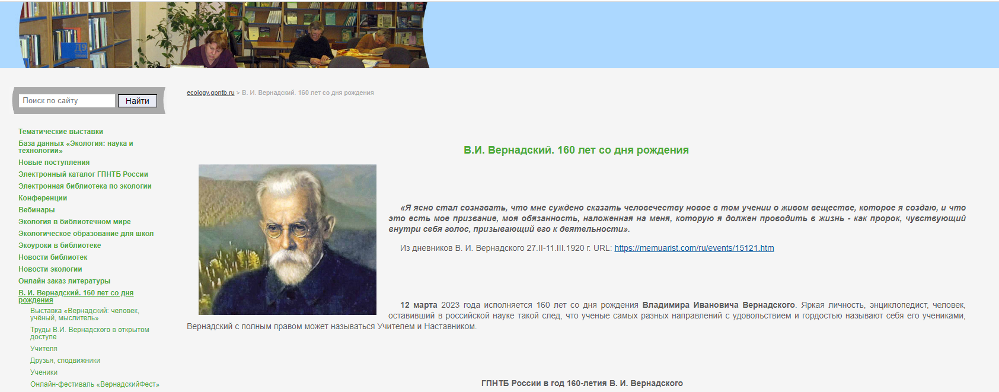 Д9
Поиск по сайту
Найти
ecology.gpntb.ru > В. И. Вернадский. 160 лет со дня рождения
Тематические выставки
База данных «Экология: наука и
технологии»
Новые поступления
Электронный каталог ГПНТБ России
Электронная библиотека по экологии
Конференции
Вебинары
Экология в библиотечном мире
Экологическое образование для школ
Экоуроки в библиотеке
Новости библиотек
Новости экологии
Онлайн заказ литературы
В. И. Вернадский. 160 лет со дня
рождения
Выставка «Вернадский: человек,
учёный, мыслитель»
Труды В.И. Вернадского в открытом
доступе
Учителя
Друзья, сподвижники
Ученики
Онлайн-фестиваль «ВернадскийФест»
В.И. Вернадский. 160 лет со дня рождения
«Я ясно стал сознавать, что мне суждено сказать человечеству новое в том учении о живом веществе, которое я создаю, и что
это есть мое призвание, моя обязанность, наложенная на меня, которую я должен проводить в жизнь - как пророк, чувствующий
внутри себя голос, призывающий его к деятельности».
Из дневников В. И. Вернадского 27.II-11.III.1920 г. URL: https://memuarist.com/ru/events/15121.htm
12 марта 2023 года исполняется 160 лет со дня рождения Владимира Ивановича Вернадского. Яркая личность, энциклопедист, человек,
оставивший в российской науке такой след, что ученые самых разных направлений с удовольствием и гордостью называют себя его учениками,
Вернадский с полным правом может называться Учителем и Наставником.
ГПНТБ России в год 160-летия В. И. Вернадского